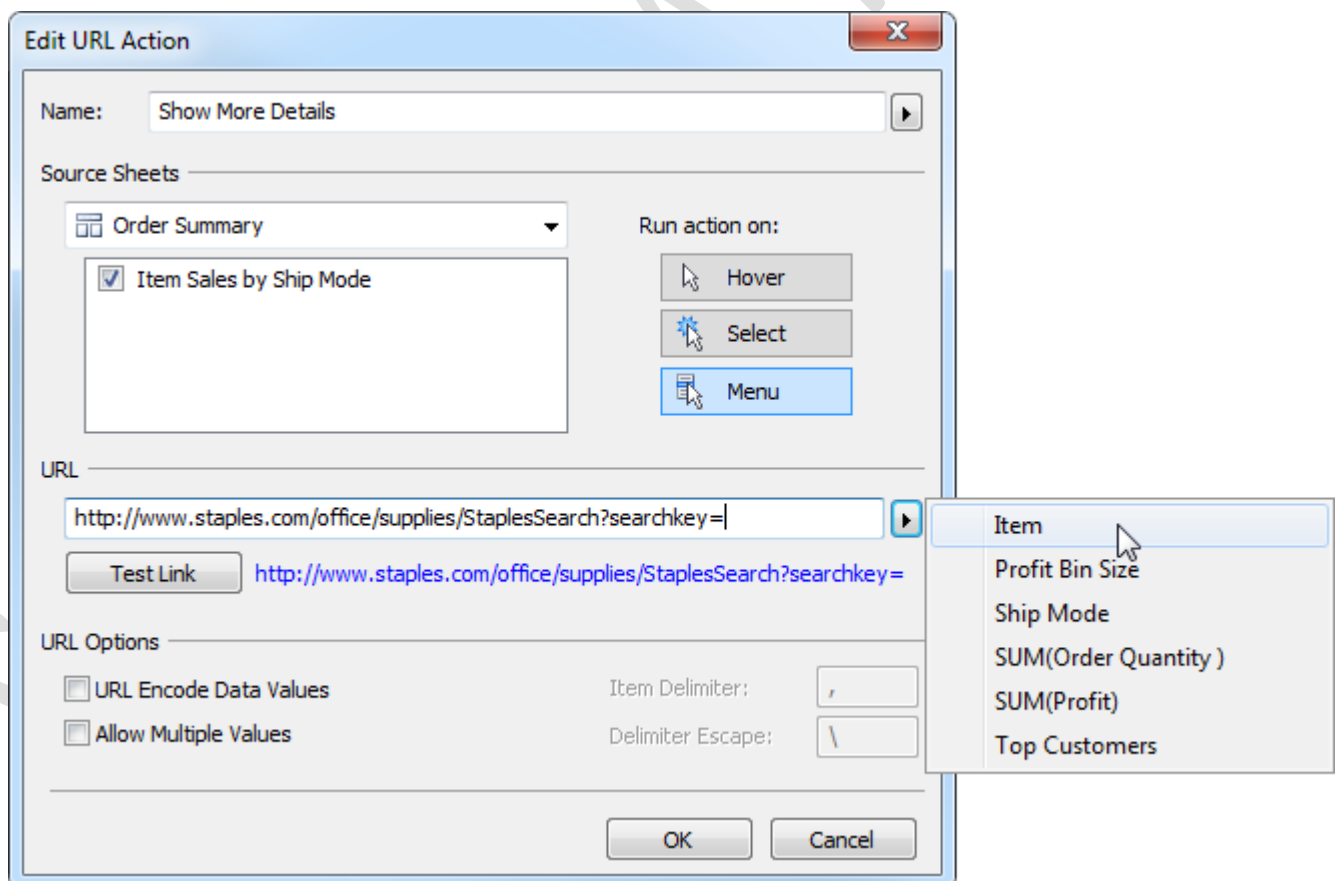 Edit URL Action
Name: Show More Details
Source Sheets
Order Summary
Run action on:
Item Sales by Ship Mode
Hover
Select
Menu
URL
http://www.staples.com/office/supplies/StaplesSearch?searchkey=
Test Link http://www.staples.com/office/supplies/StaplesSearch?searchkey=
Item
Profit Bin Size
Ship Mode
SUM(Order Quantity )
SUM(Profit)
Top Customers
URL Options
URL Encode Data Values
Item Delimiter: ,
Allow Multiple Values
Delimiter Escape: \
OK
Cancel